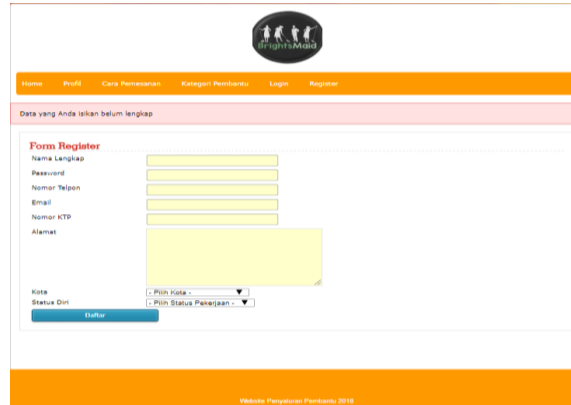 BrightsMaid
Home Profil Cara Pemesanan Kategori Pembantu Login Register
Data yang Anda isikan belum lengkap
Form Register
Nama Lengkap
Password
Nomor Telpon
Email
Nomor KTP
Alamat
Kota - Pilih Kota -
Status Diri - Pilih Status Pekerjaan -
Daftar
Website Penyaluran Pembantu 2018